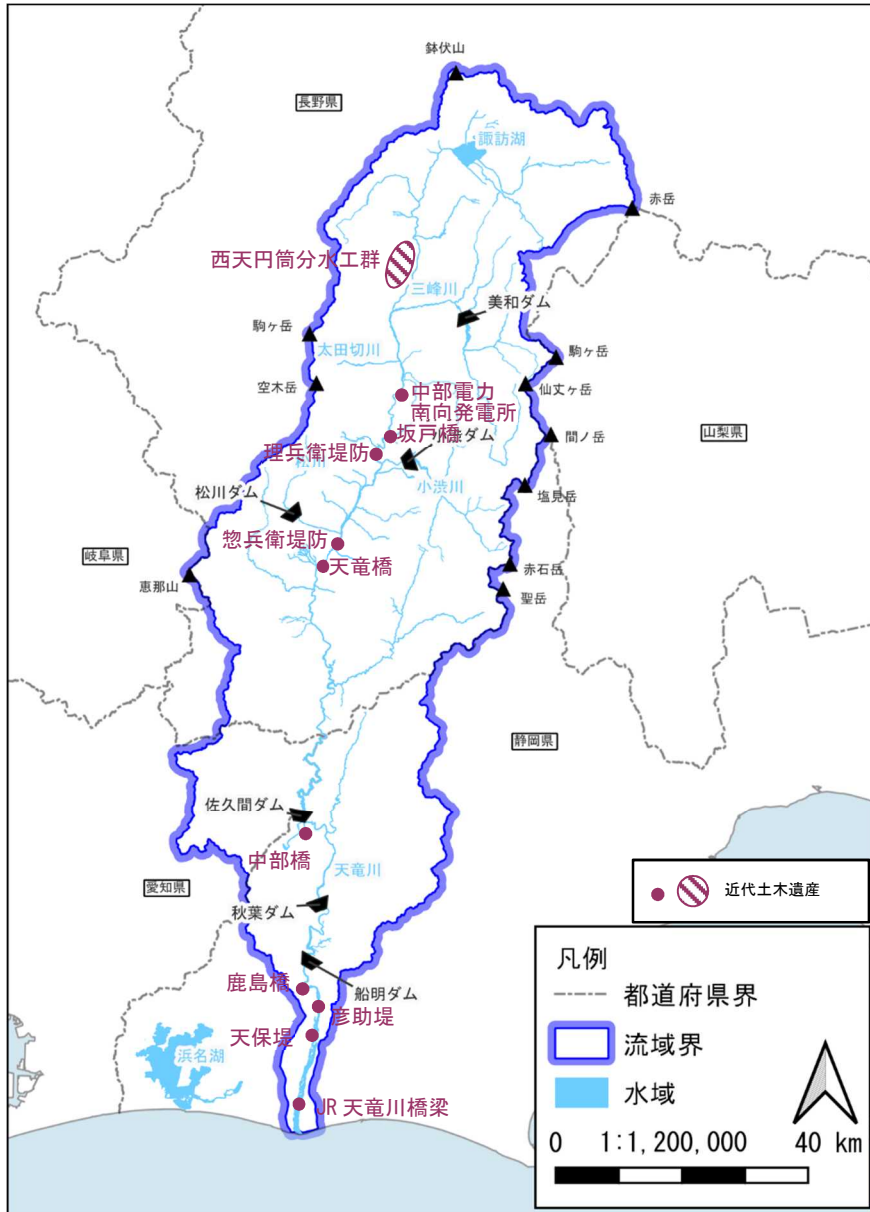 鉢伏山
長野県
諏訪湖
赤岳
西天円筒分水工群
三峰川
美和ダム
駒ヶ岳
太田切川
駒ヶ岳
空木岳
仙丈ヶ岳
中部電力
南向発電所
坂戸橋
小渋ダム
間ノ岳
山梨県
理兵衛堤防
松川
小渋川
塩見岳
松川ダム
惣兵衛堤防
岐阜県
天竜橋
赤石岳
恵那山
聖岳
静岡県
佐久間ダム
中部橋
天竜川
愛知県
秋葉ダム
近代土木遺産
鹿島橋
船明ダム
彦助堤
天保堤
浜名湖
JR 天竜川橋梁
凡例
都道府県界
流域界
水域
0 1:1,200,000 40 km